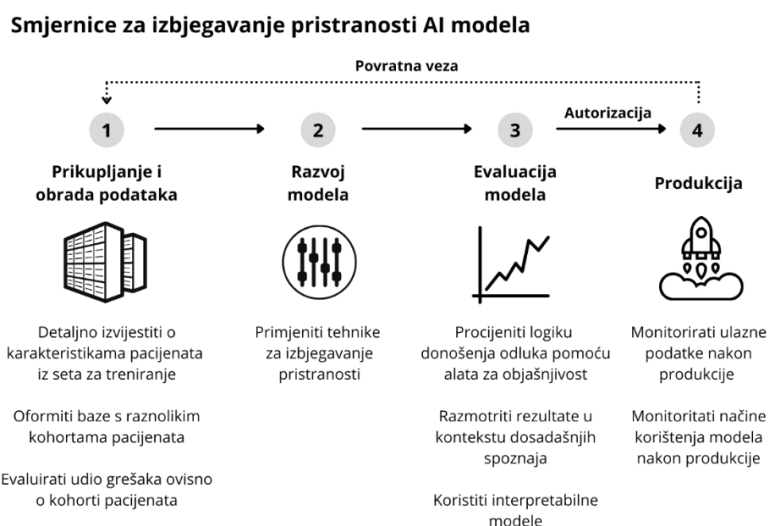 Smjernice za izbjegavanje pristranosti AI modela
Povratna veza
1
2
3
Autorizacija
4
Prikupljanje i
obrada podataka
Razvoj
modela
Evaluacija
modela
Produkcija
Detaljno izvijestiti o
karakteristikama pacijenata
iz seta za treniranje
Oformiti baze s raznolikim
kohortama pacijenata
Evaluirati udio grešaka ovisno
o kohorti pacijenata
Primjeniti tehnike
za izbjegavanje
pristranosti
Procijeniti logiku
donošenja odluka pomoću
alata za objašnjivost
Razmotriti rezultate u
kontekstu dosadašnjih
spoznaja
Koristiti interpretabilne
modele
Monitorirati ulazne
podatke nakon
produkcije
Monitoritati načine
korištenja modela
nakon produkcije